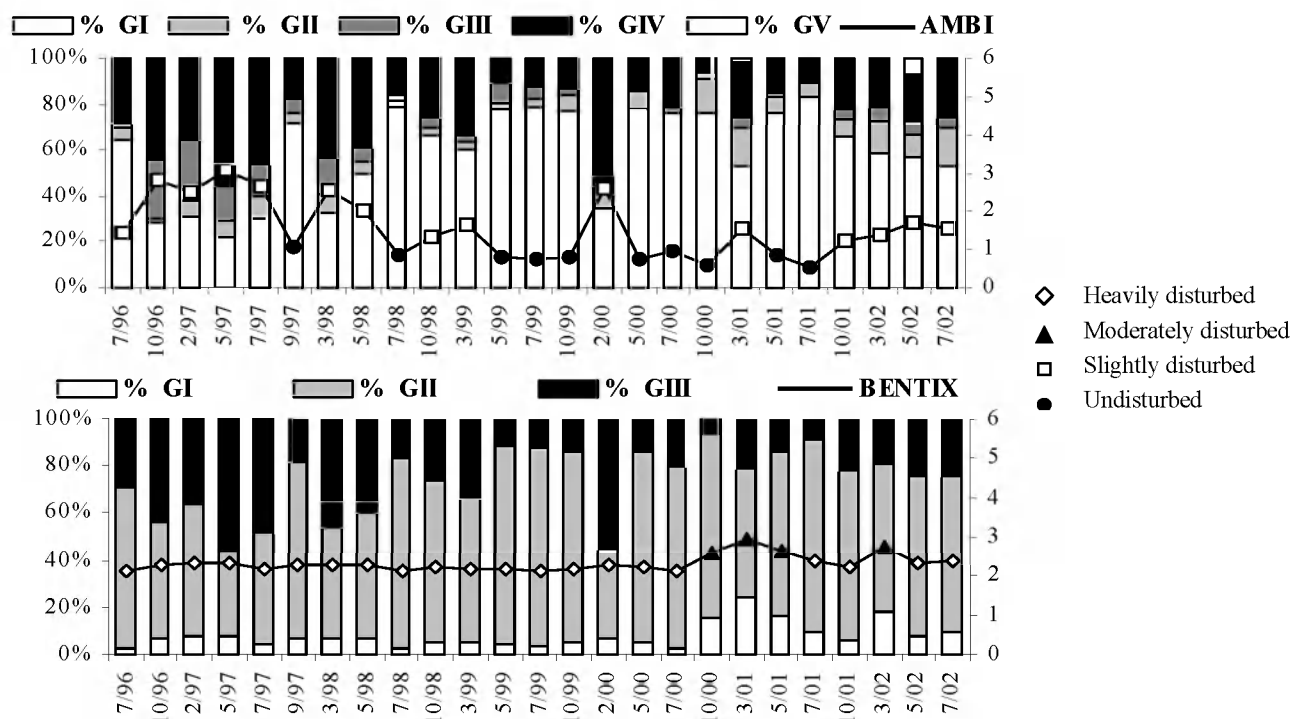 % GI % GII % GIII % GIV % GV AMBI
100% 6
80% 5
4
60%
3
40%
2
20% 1
0% 0
7/96 10/96 2/97 5/97 7/97 9/97 3/98 5/98 7/98 10/98 3/99 5/99 7/99 10/99 2/00 5/00 7/00 10/00 3/01 5/01 7/01 10/01 3/02 5/02 7/02
% GI % GII % GIII BENTIX
100% 6
80% 5
4
60%
3
40%
2
20% 1
0% 0
7/96 10/96 2/97 5/97 7/97 9/97 3/98 5/98 7/98 10/98 3/99 5/99 7/99 10/99 2/00 5/00 7/00 10/00 3/01 5/01 7/01 10/01 3/02 5/02 7/02
Heavily disturbed
Moderately disturbed
Slightly disturbed
Undisturbed